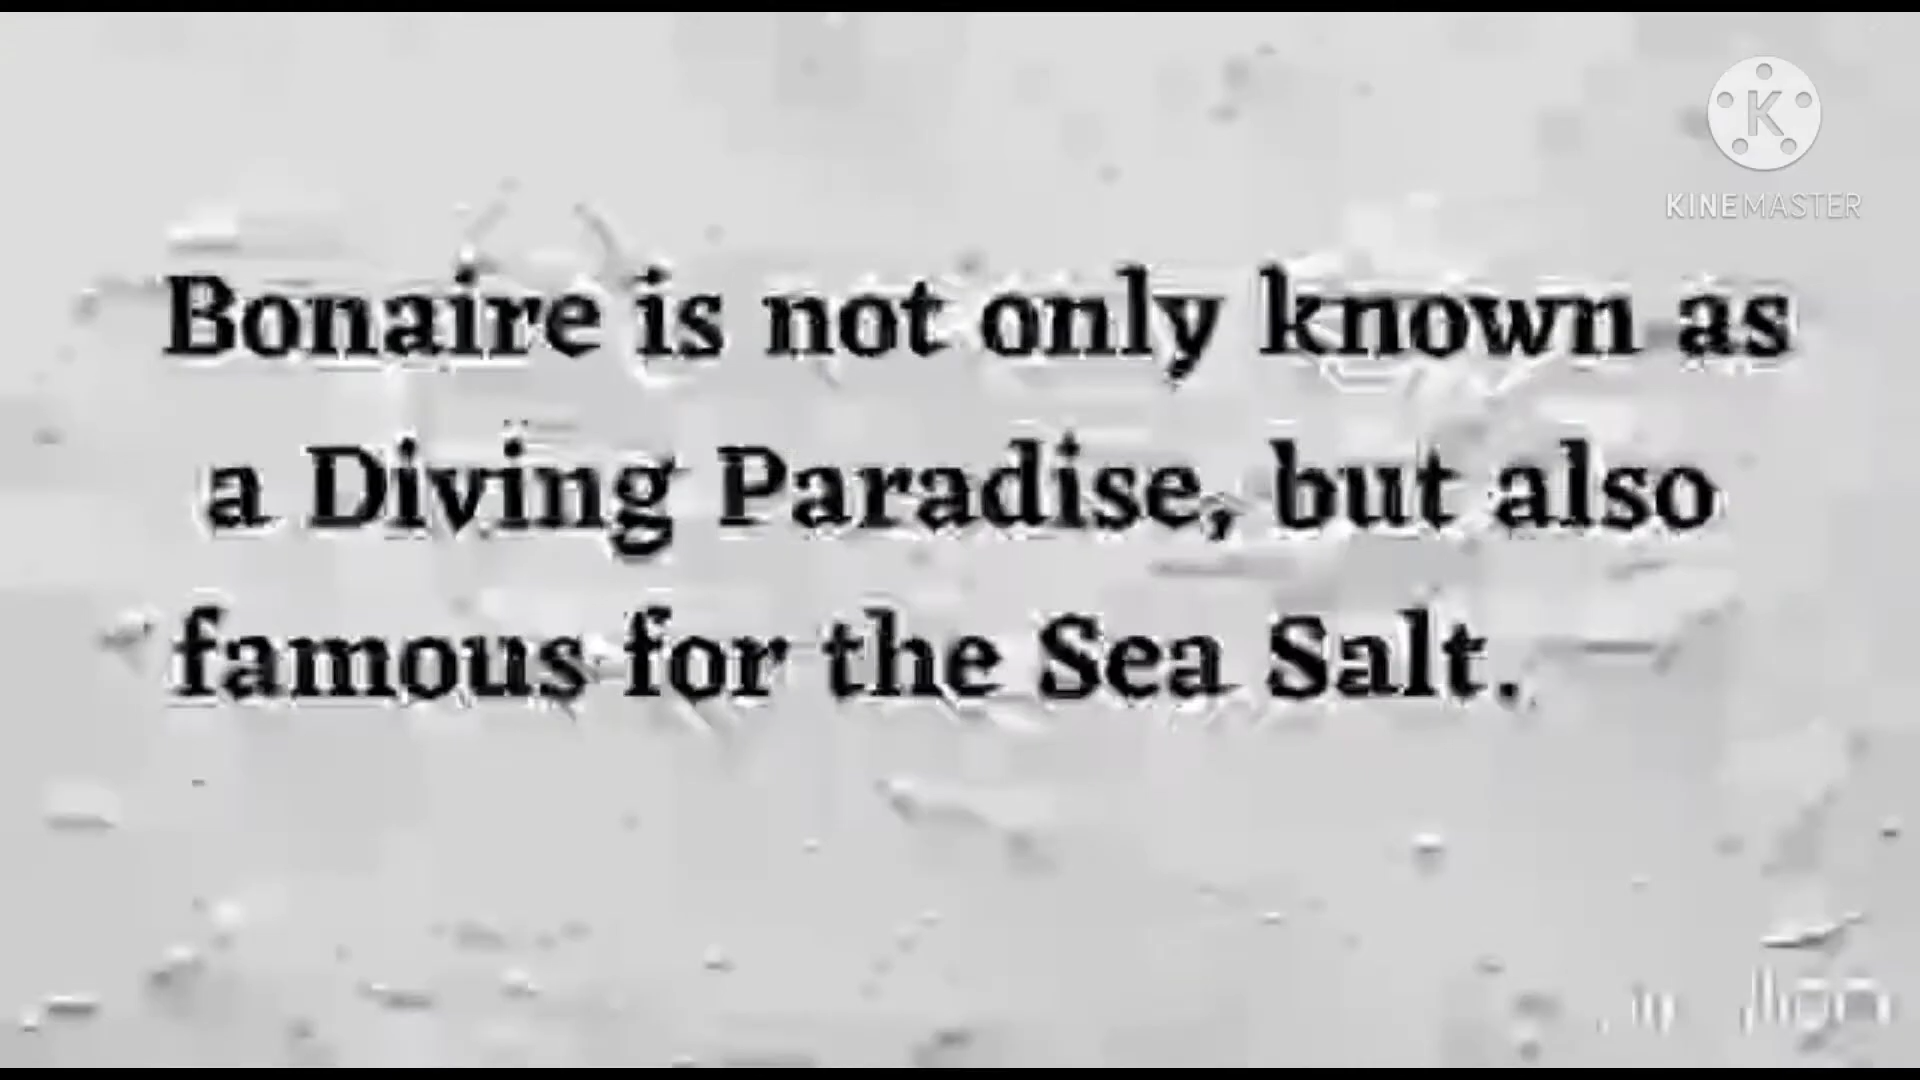 KINEMASTER
Bonaire is not only known as
a Diving Paradise, but also
famous for the Sea Salt.